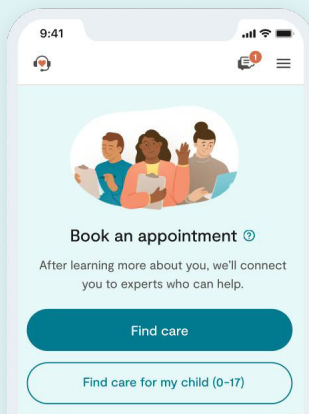 9:41
1
Book an appointment ?
After learning more about you, we'll connect
you to experts who can help.
Find care
Find care for my child (0-17)